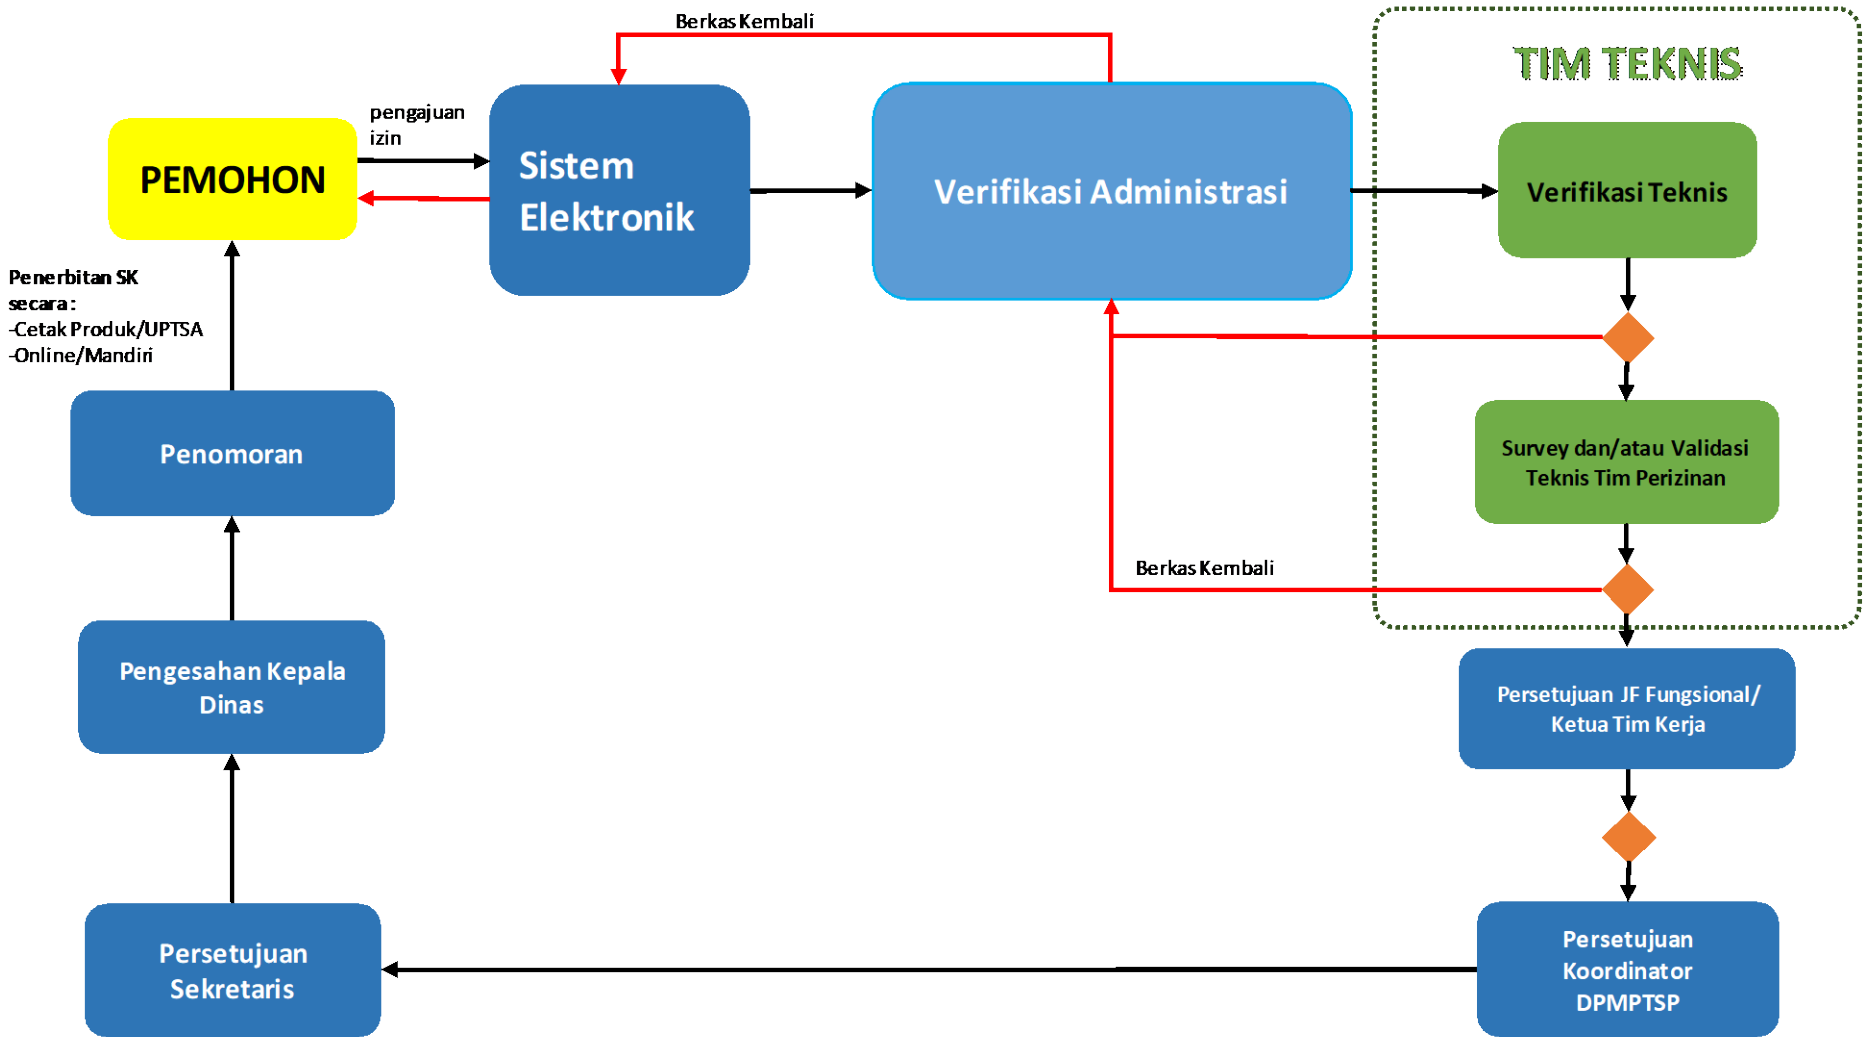 Berkas Kembali
TIM TEKNIS
pengajuan
izin
PEMOHON
Sistem
Elektronik
Verifikasi Administrasi
Verifikasi Teknis
Penerbitan SK
secara :
-Cetak Produk/UPTSA
-Online/Mandiri
Penomoran
Survey dan/atau Validasi
Teknis Tim Perizinan
Berkas Kembali
Pengesahan Kepala
Dinas
Persetujuan JF Fungsional/
Ketua Tim Kerja
Persetujuan
Sekretaris
Persetujuan
Koordinator
DPMPTSP